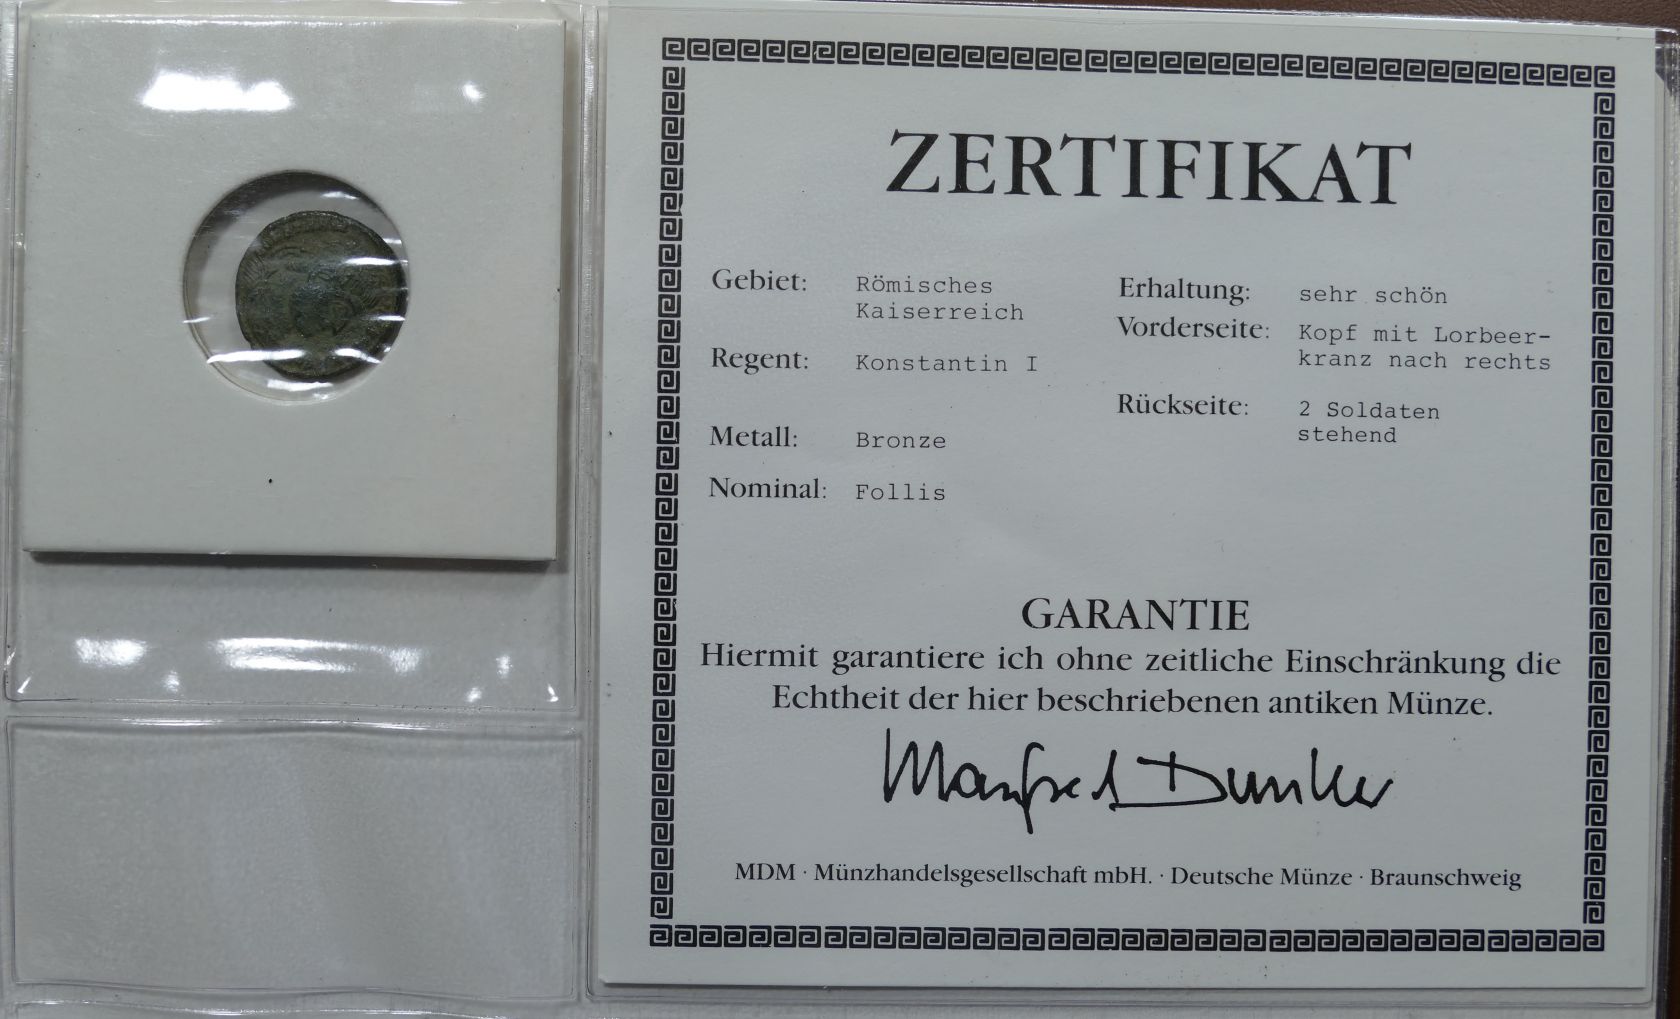 ZERTIFIKAT
Gebiet: Römisches
Kaiserreich
Regent: Konstantin I
Metall: Bronze
Nominal: Follis
Erhaltung: sehr schön
Vorderseite: Kopf mit Lorbeer-
kranz nach rechts
Rückseite: 2 Soldaten
stehend
GARANTIE
Hiermit garantiere ich ohne zeitliche Einschränkung die
Echtheit der hier beschriebenen antiken Münze.
Manfred Dunker
MDM · Münzhandelsgesellschaft mbH. · Deutsche Münze · Braunschweig